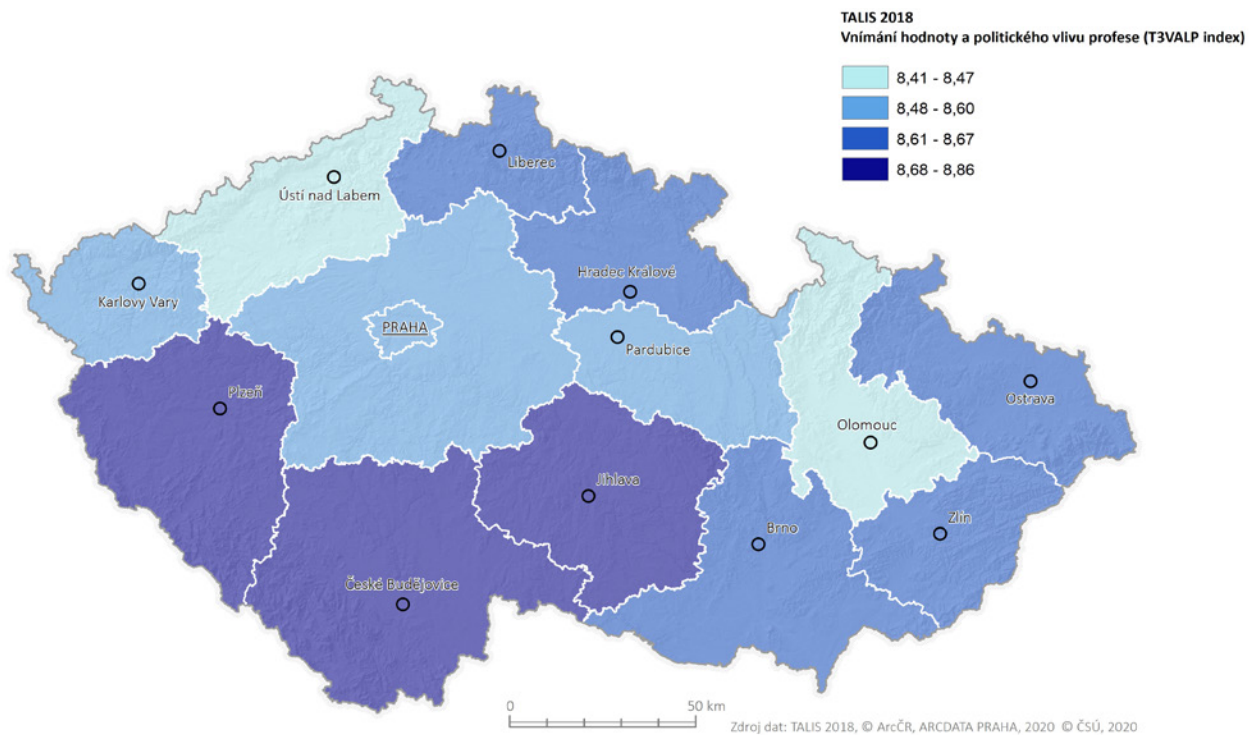 TALIS 2018
Vnímání hodnoty a politického vlivu profese (T3VALP index)
8,41 - 8,47
8,48 - 8,60
8,61 - 8,67
8,68 - 8,86
Liberec
Ústí nad Labem
Hradec Králové
Karlovy Vary
PRAHA
Pardubice
Plzeň
Ostrava
Olomouc
Jihlava
Brno
Zlín
České Budějovice
0 50 km
Zdroj dat: TALIS 2018, © ArcČR, ARCDATA PRAHA, 2020 © ČSÚ, 2020